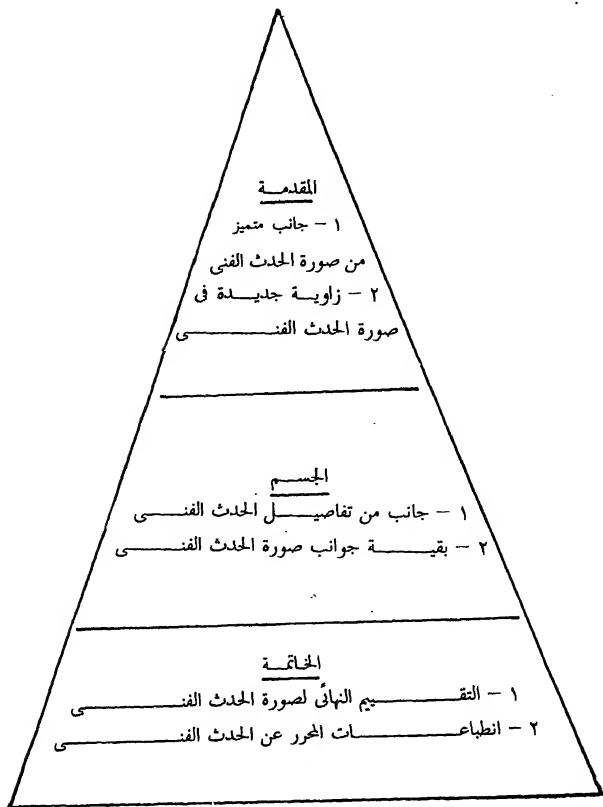 المقدمة
١ - جانب متميز
من صورة الحدث الفنى
٢ - زاوية جديدة فى
صورة الحدث الفنى
الجسم
١ - جانب من تفاصيل الحدث الفنى
٢ - بقية جوانب صورة الحدث الفنى
الخاتمة
١ - التقييم النهائى لصورة الحدث الفنى
٢ - انطباعات المحرر عن الحدث الفنى